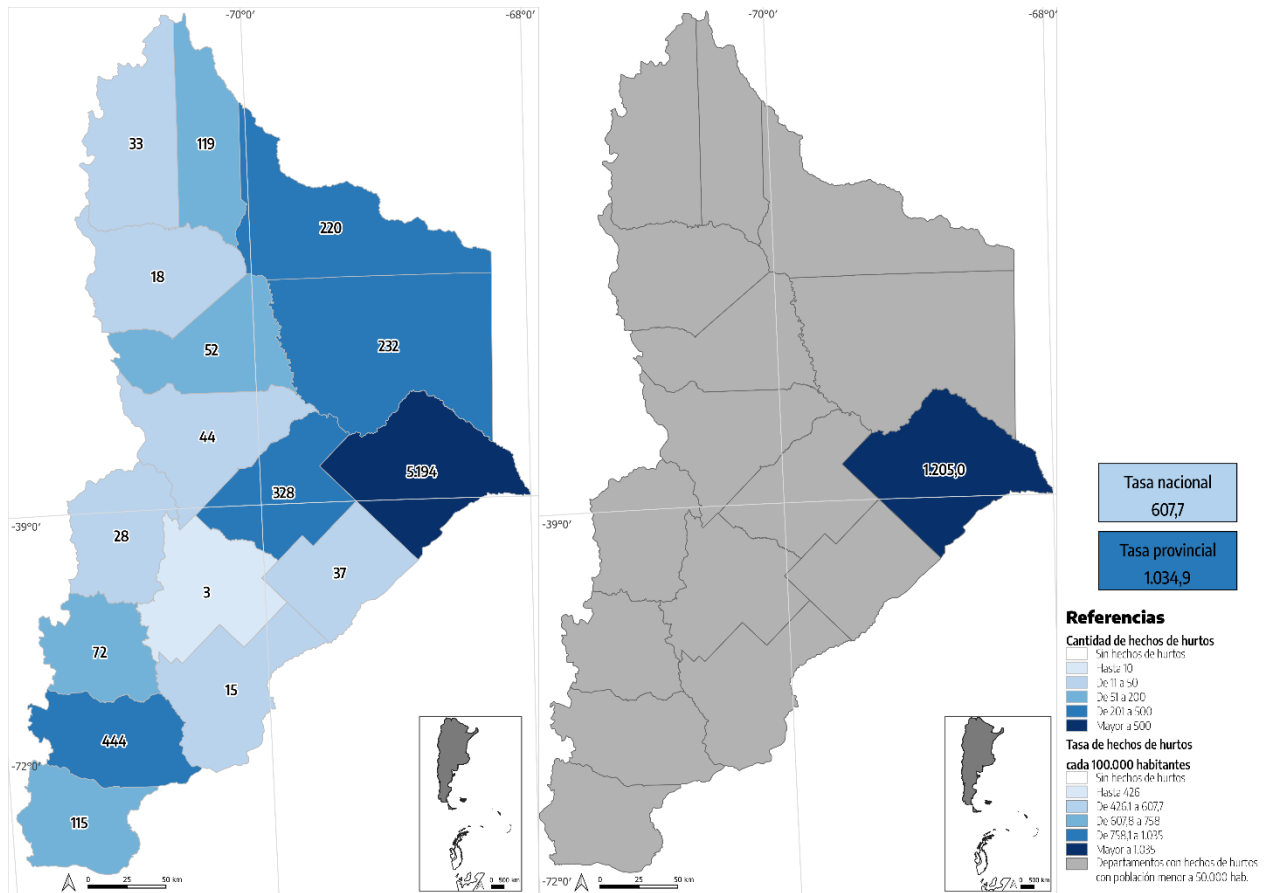 -70°0'
-68°0'
33
119
220
18
52
232
44
5.194
328
-39°0'
28
37
3
72
15
444
-72°0'
115
0 25 50 km
0 500 km
-70°0'
-68°0'
1.205,0
-39°0'
-72°0'
0 25 50 km
0 500 km
Tasa nacional
607,7
Tasa provincial
1.034,9
Referencias
Cantidad de hechos de hurtos
Sin hechos de hurtos
Hasta 10
De 11 a 50
De 51 a 200
De 201 a 500
Mayor a 500
Tasa de hechos de hurtos
cada 100.000 habitantes
Sin hechos de hurtos
Hasta 426
De 426,1 a 607,7
De 607,8 a 758
De 758,1 a 1.035
Mayor a 1.035
Departamentos con hechos de hurtos
con población menor a 50.000 hab.